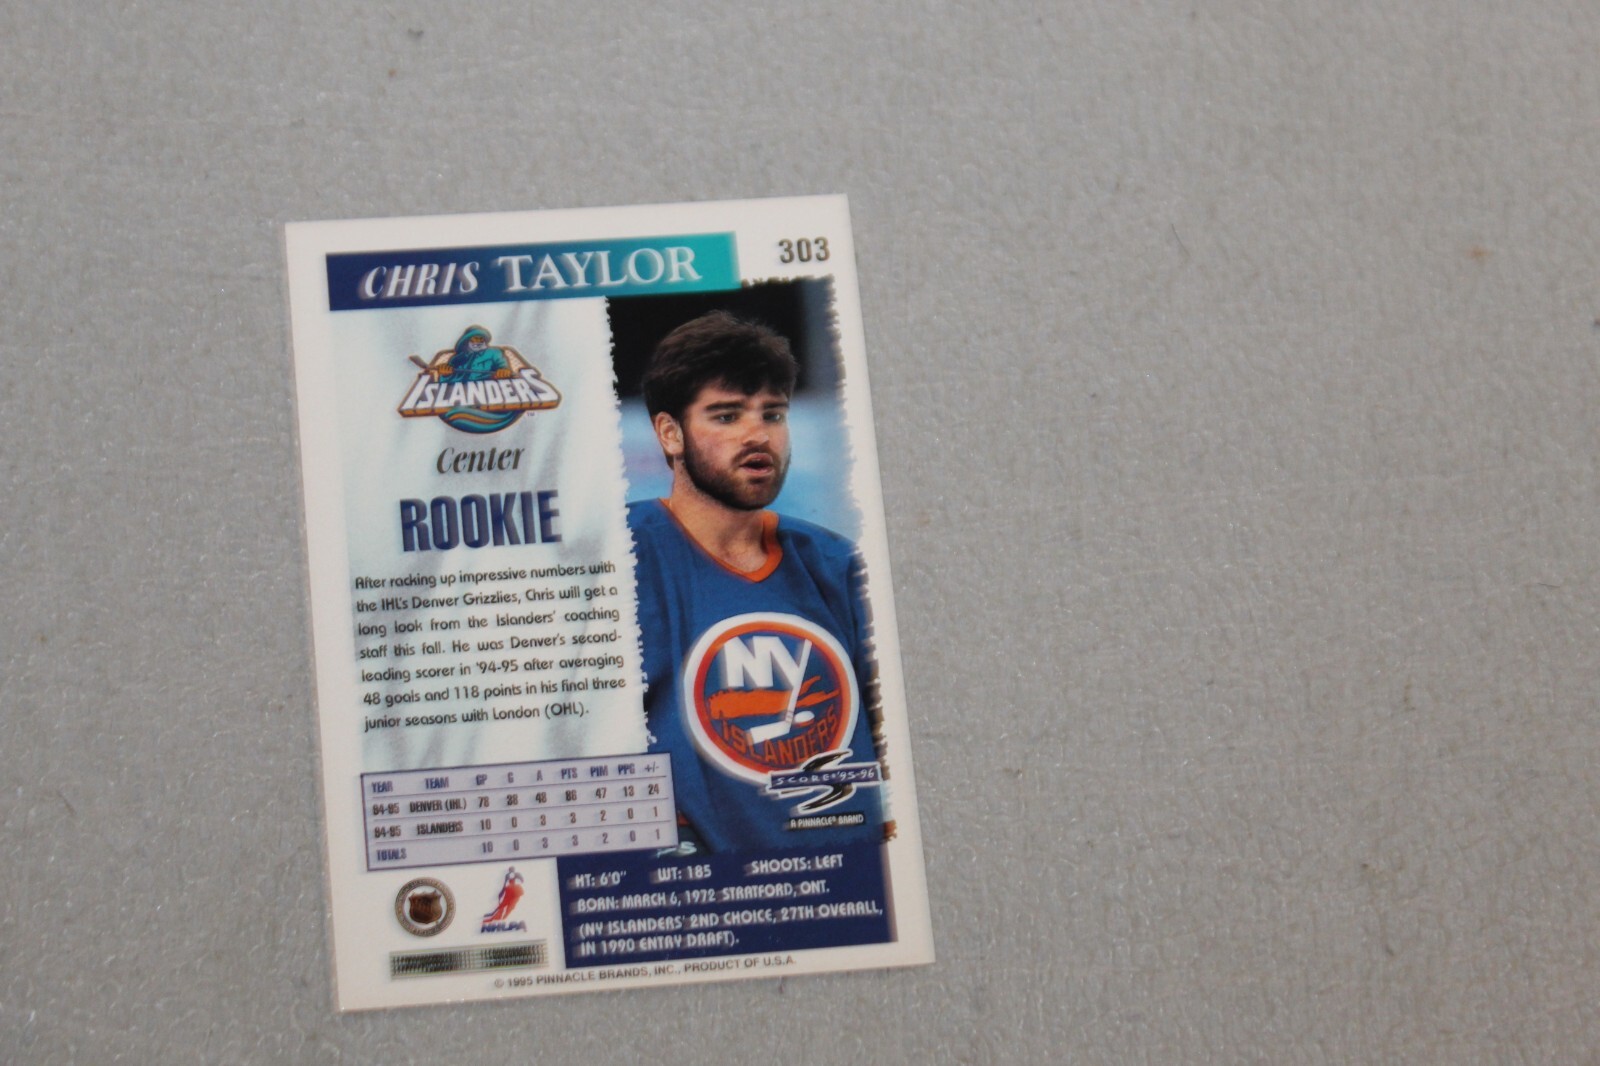 CHRIS TAYLOR
303
ISLANDERS
TM
Center
ROOKIE
After racking up impressive numbers with
the IHL's Denver Grizzlies, Chris will get a
long look from the Islanders' coaching
staff this fall. He was Denver's second-
leading scorer in '94-95 after averaging
48 goals and 118 points in his final three
junior seasons with London (OHL).
NY
ISLANDERS
SCORE '95-96
A PINNACLE® BRAND
YEAR TEAM GP G A PTS PIM PPG +/-
94-95 DENVER (IHL) 78 38 48 86 47 13 24
94-95 ISLANDERS 10 0 3 3 2 0 1
TOTALS 10 0 3 3 2 0 1
HT: 6'0" WT: 185 SHOOTS: LEFT
BORN: MARCH 6, 1972 STRATFORD, ONT.
(NY ISLANDERS' 2ND CHOICE, 27TH OVERALL,
IN 1990 ENTRY DRAFT).
NHLPA
© 1995 PINNACLE BRANDS, INC., PRODUCT OF U.S.A.